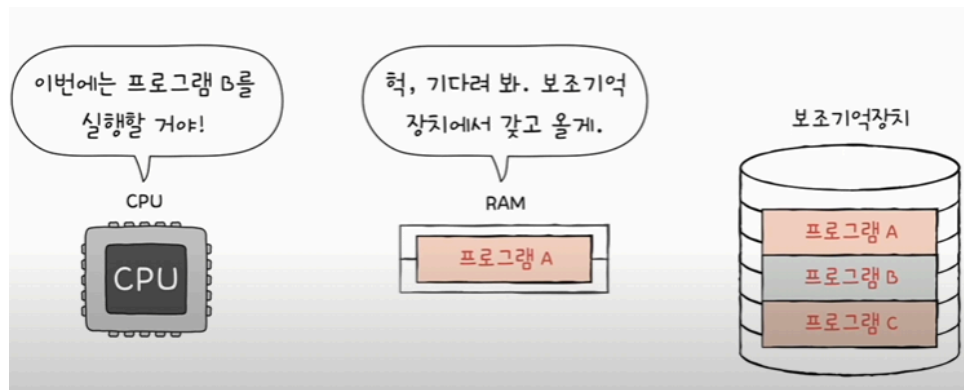 이번에는 프로그램 B를
실행할 거야!
CPU
CPU
헉, 기다려 봐. 보조기억
장치에서 갖고 올게.
RAM
프로그램 A
보조기억장치
프로그램 A
프로그램 B
프로그램 C